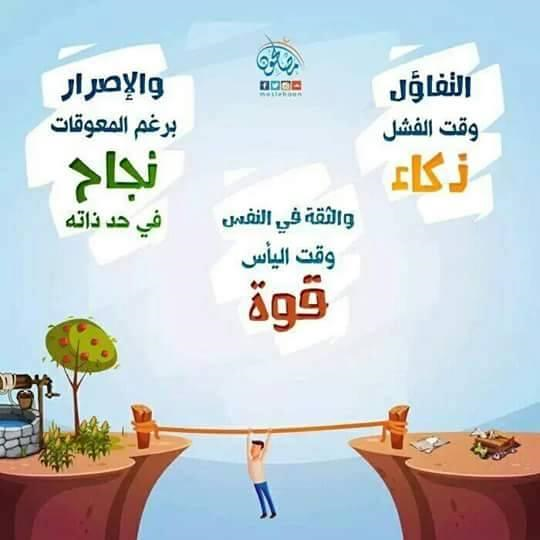 مصلحون
moslehoon
التفاؤل
وقت الفشل
ذكاء
والثقة في النفس
وقت اليأس
قوة
والإصرار
برغم المعوقات
نجاح
في حد ذاته